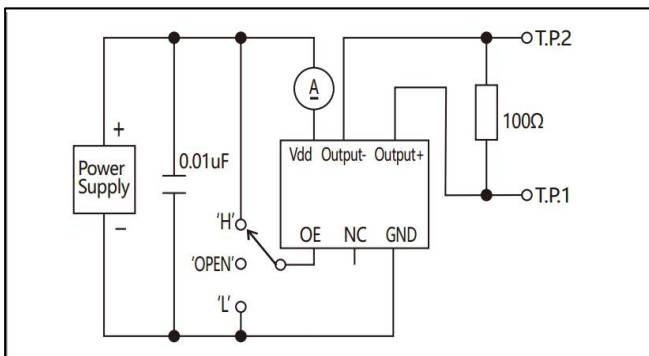 T.P.2
A
+
Vdd Output- Output+
100Ω
0.01uF
Power
Supply
T.P.1
−
'H'
OE NC GND
'OPEN'
'L'